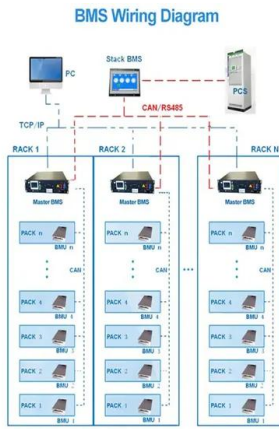 BMS Wiring Diagram
PC
Stack BMS
PCS
CAN/RS485
TCP/IP
RACK 1
RACK 2
RACK N
Master BMS
Master BMS
Master BMS
PACK n
BMU n
PACK n
BMU n
PACK n
BMU n
CAN
CAN
CAN
PACK 4
BMU 4
PACK 4
BMU 4
PACK 4
BMU 4
PACK 3
BMU 3
PACK 3
BMU 3
PACK 3
BMU 3
PACK 2
BMU 2
PACK 2
BMU 2
PACK 2
BMU 2
PACK 1
BMU 1
PACK 1
BMU 1
PACK 1
BMU 1